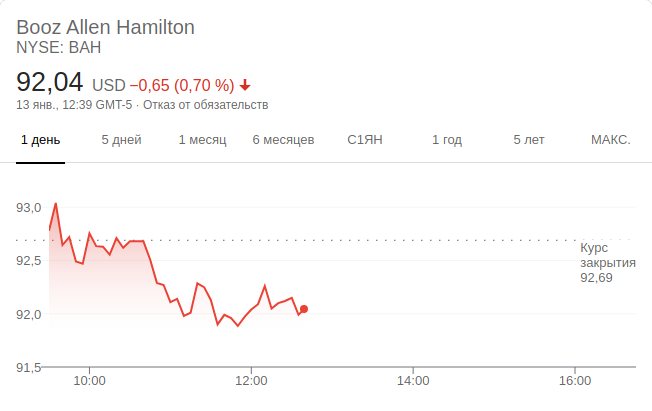 Booz Allen Hamilton
NYSE: BAH
92,04 USD −0,65 (0,70 %)
13 янв., 12:39 GMT-5 · Отказ от обязательств
1 день 5 дней 1 месяц 6 месяцев С1ЯН 1 год 5 лет МАКС.
93,0
Курс
закрытия
92,69
92,5
92,0
91,5
10:00 12:00 14:00 16:00